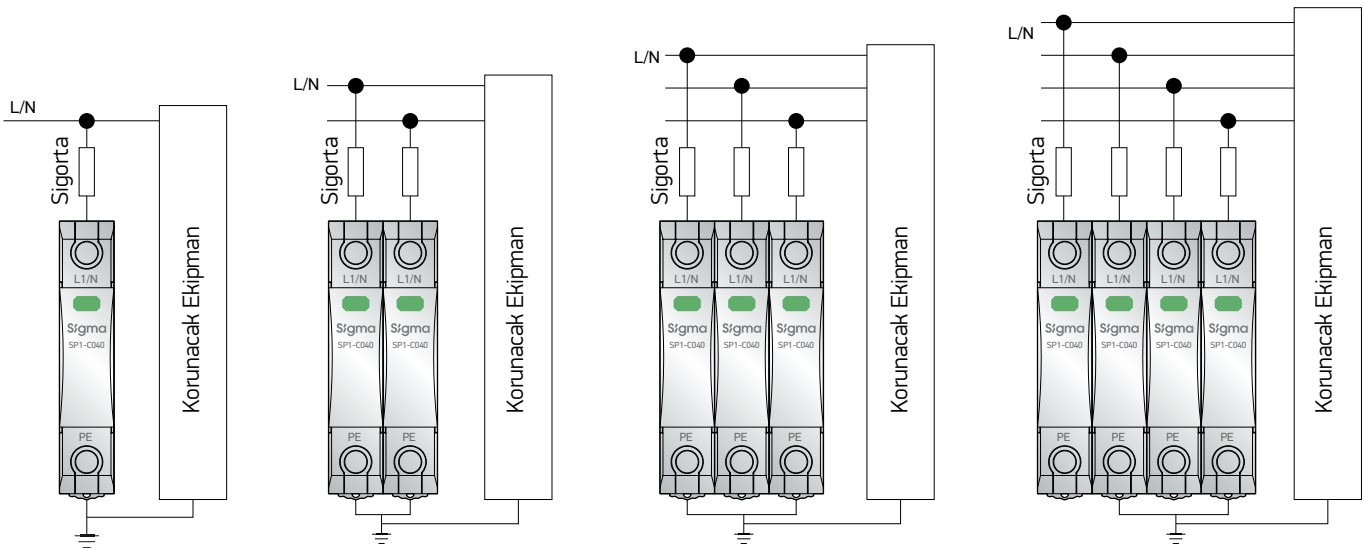 L/N
Sigorta
L1/N
Sigma
SP1-C040
PE
Korunacak Ekipman
L/N
Sigorta
L1/N L1/N
Sigma Sigma
SP1-C040 SP1-C040
PE PE
Korunacak Ekipman
L/N
Sigorta
L1/N L1/N L1/N
Sigma Sigma Sigma
SP1-C040 SP1-C040 SP1-C040
PE PE PE
Korunacak Ekipman
L/N
Sigorta
L1/N L1/N L1/N L1/N
Sigma Sigma Sigma Sigma
SP1-C040 SP1-C040 SP1-C040 SP1-C040
PE PE PE PE
Korunacak Ekipman